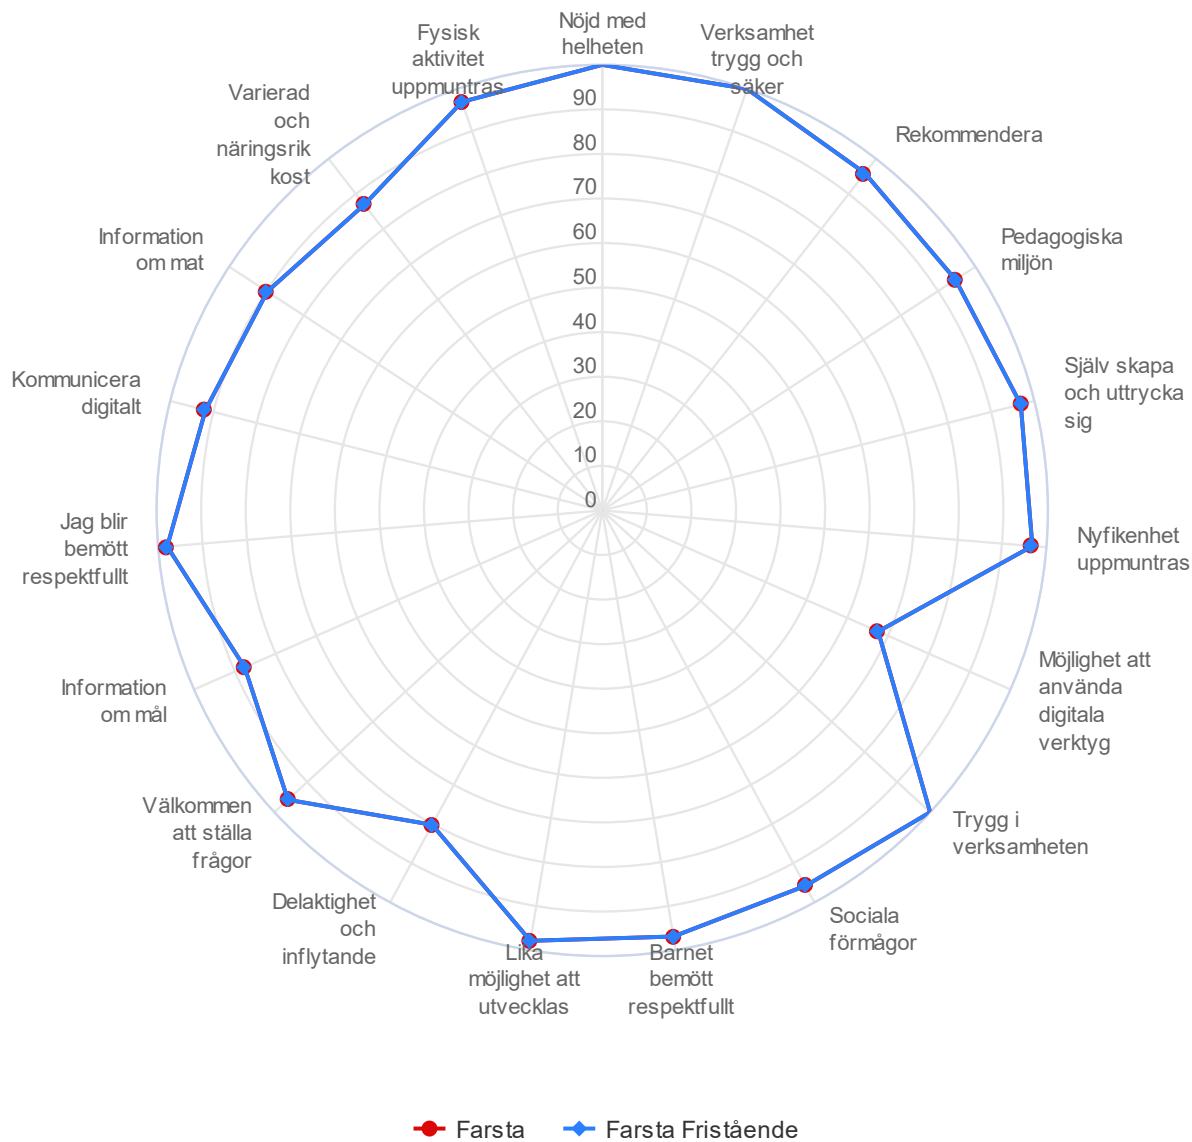 Nöjd med
helheten
Verksamhet
trygg och
säker
Rekommendera
Pedagogiska
miljön
Själv skapa
och uttrycka
sig
Nyfikenhet
uppmuntras
Möjlighet att
använda
digitala
verktyg
Trygg i
verksamheten
Sociala
förmågor
Barnet
bemött
respektfullt
Lika
möjlighet att
utvecklas
Delaktighet
och
inflytande
Välkommen
att ställa
frågor
Information
om mål
Jag blir
bemött
respektfullt
Kommunicera
digitalt
Information
om mat
Varierad
och
näringsrik
kost
Fysisk
aktivitet
uppmuntras
90
80
70
60
50
40
30
20
10
0
Farsta
Farsta Fristående